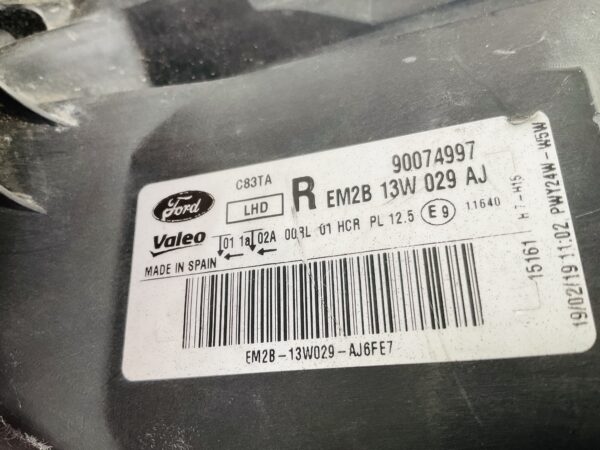 90074997
C83TA
Ford
LHD
R EM2B 13W 029 AJ
Valeo
01 1a 02A 00RL 01 HCR PL 12.5 E9 11640
MADE IN SPAIN
EM2B-13W029-AJ6FE7
15161 H7-H15
19/02/19 11:02 PWY24W-W5W